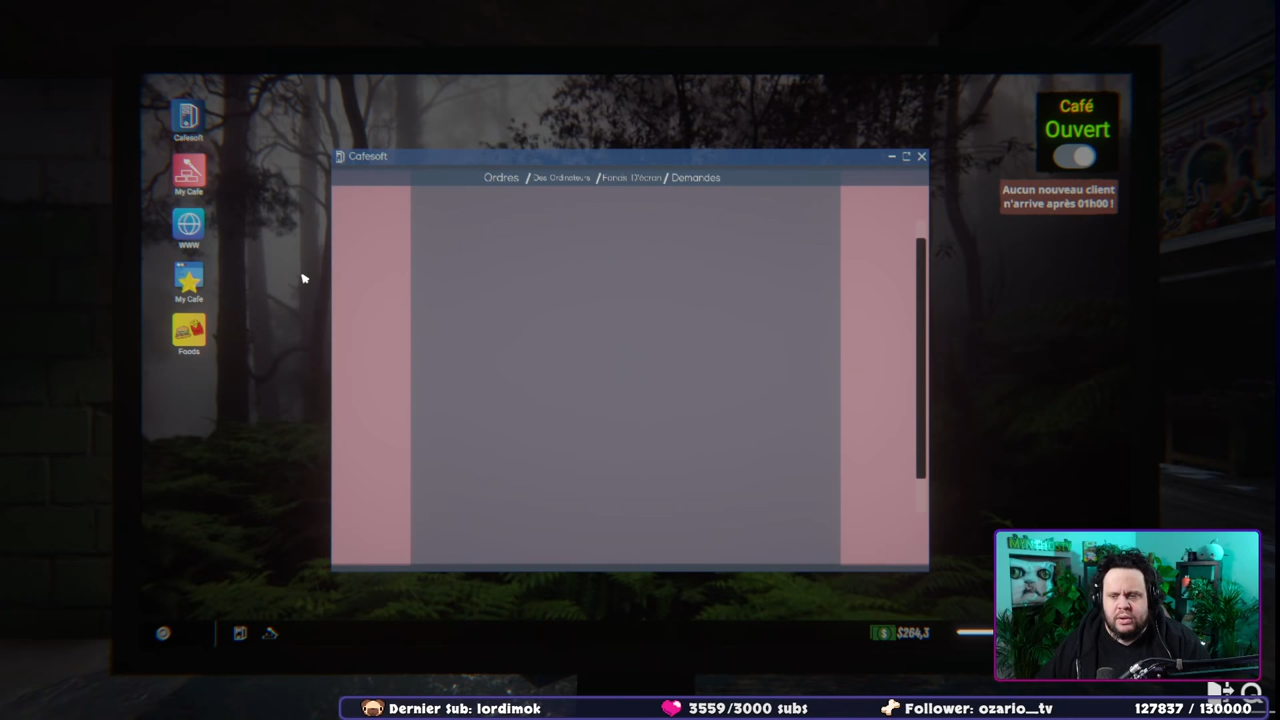 Café
Ouvert
Aucun nouveau client
n'arrive après 01h00 !
Cafesoft
My Cafe
WWW
My Cafe
Foods
Cafesoft
Ordres / Des Ordinateurs / Fonds D'écran / Demandes
$264,3
Dernier sub: lordimok
3559/3000 subs
Follower: ozario_tv
127837 / 130000